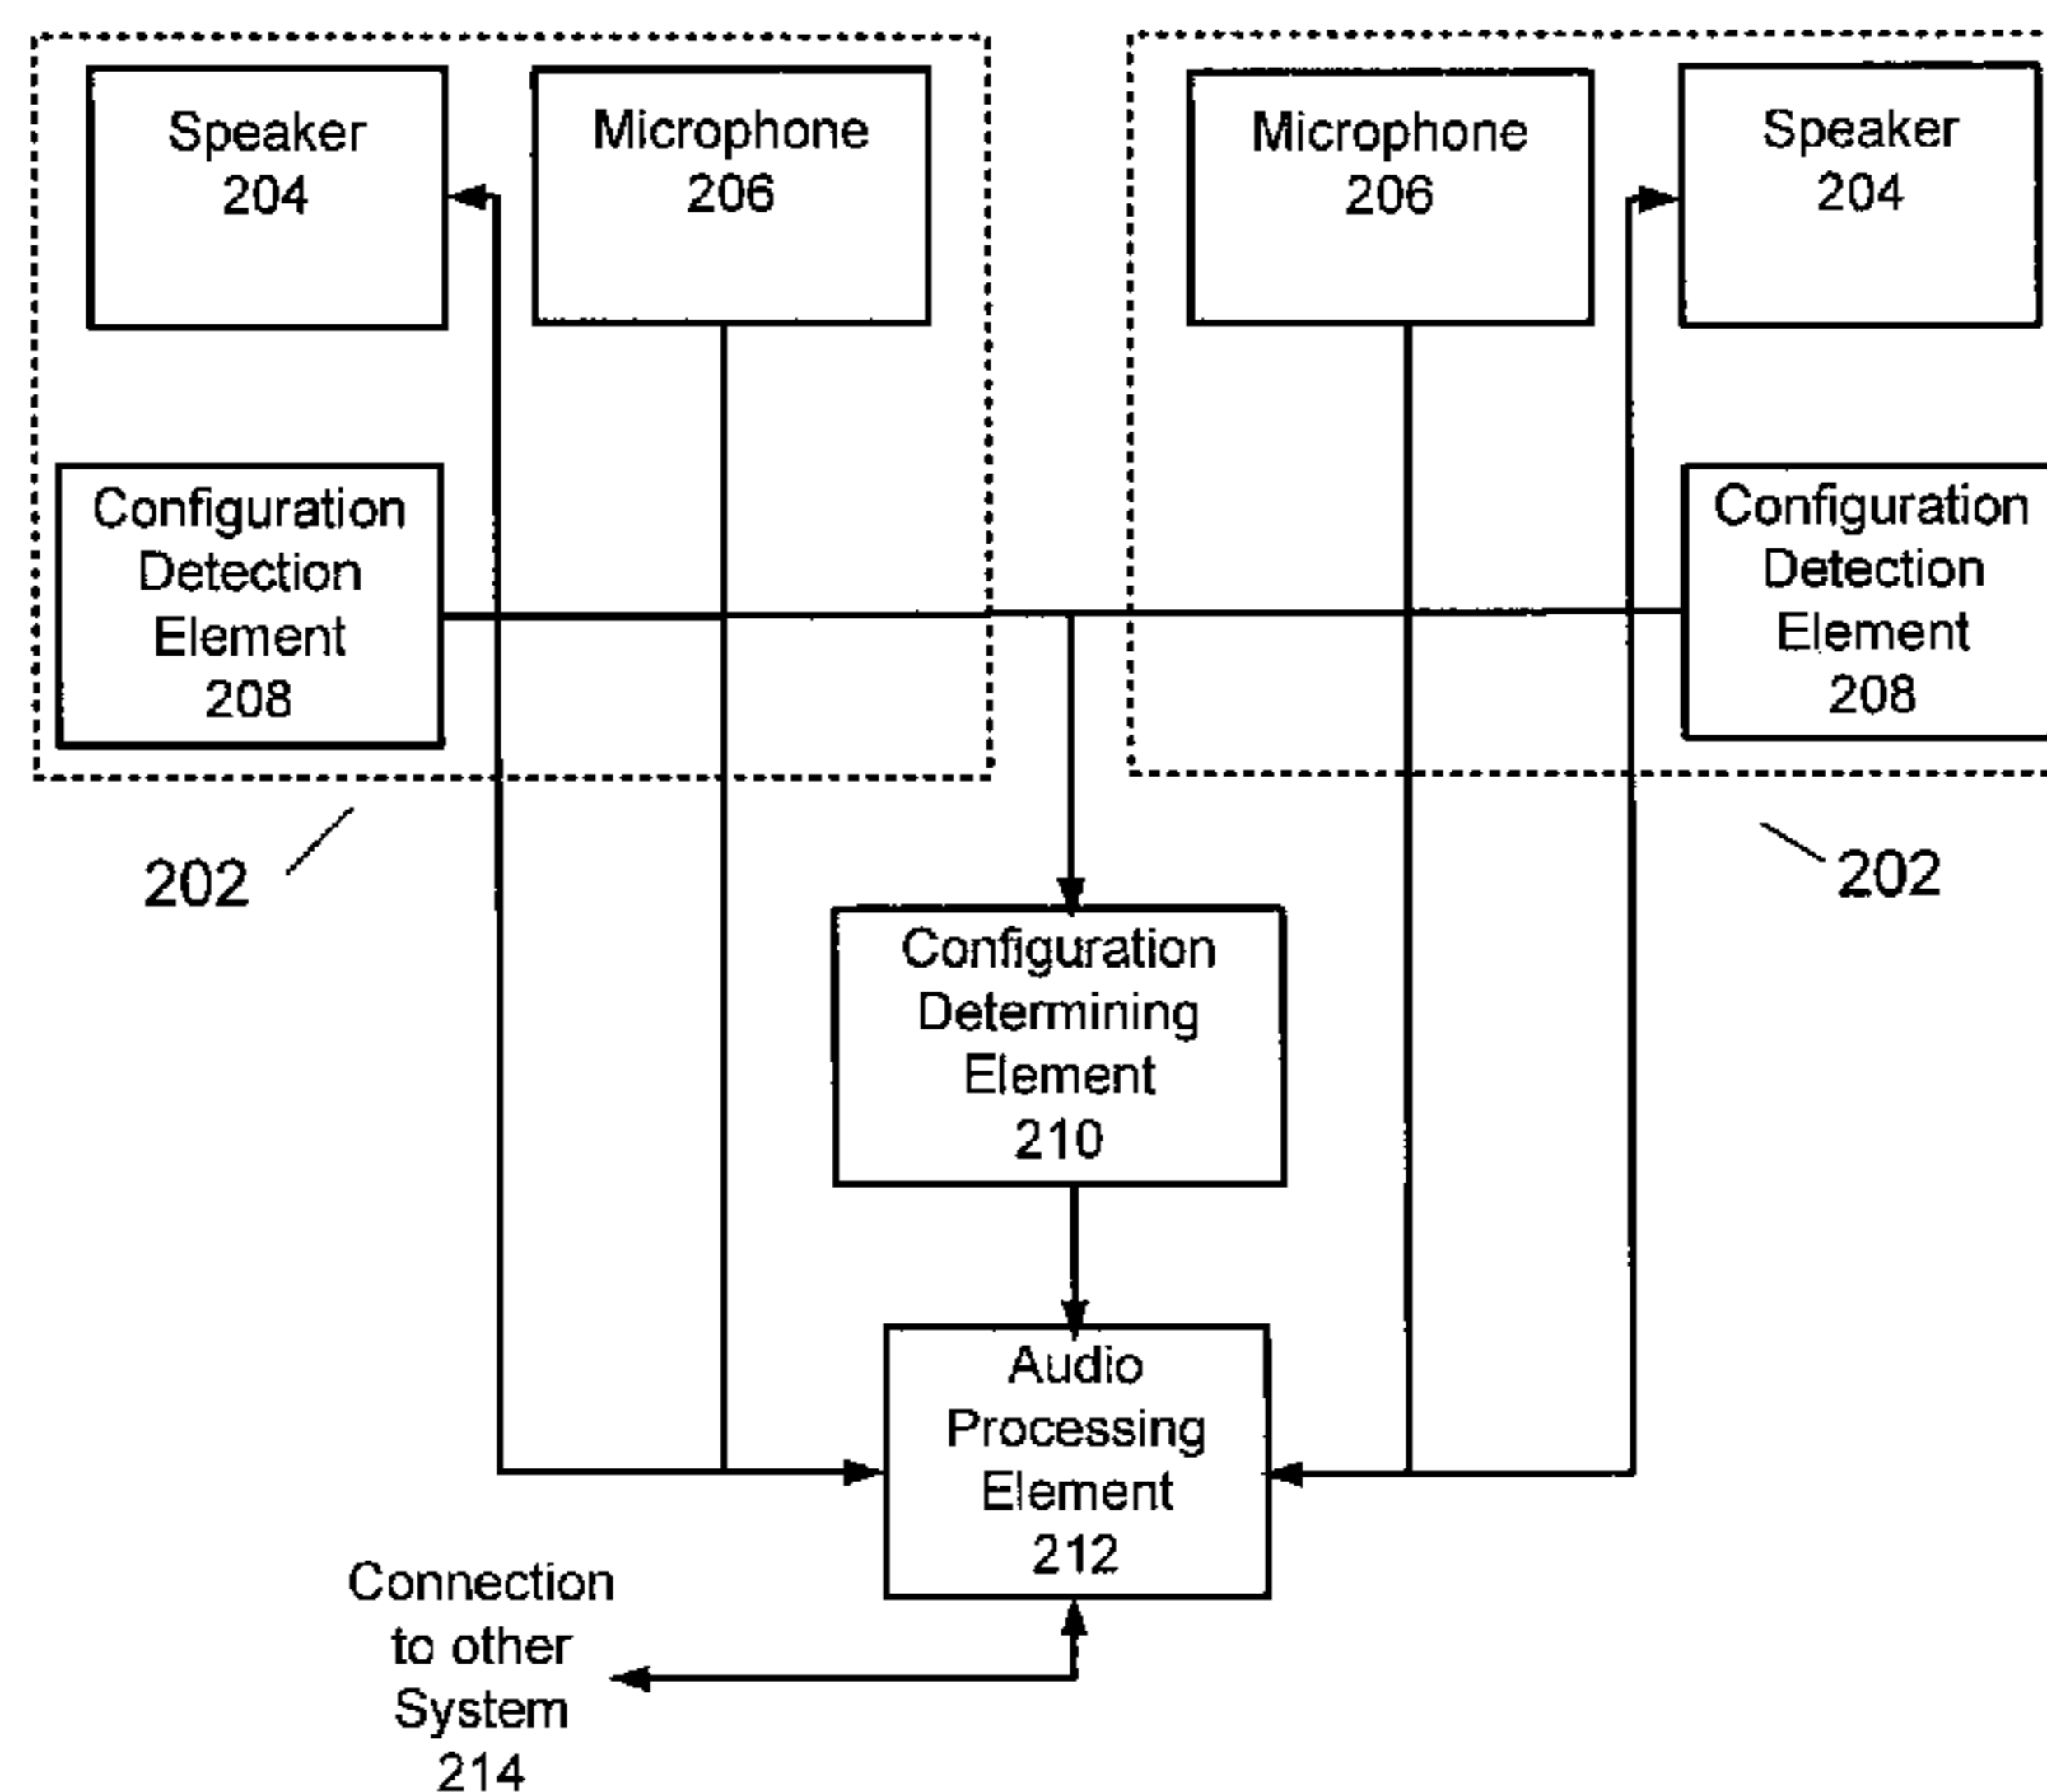 Speaker
204
Microphone
206
Microphone
206
Speaker
204
Configuration
Detection
Element
208
Configuration
Detection
Element
208
202
202
Configuration
Determining
Element
210
Audio
Processing
Element
212
Connection
to other
System
214